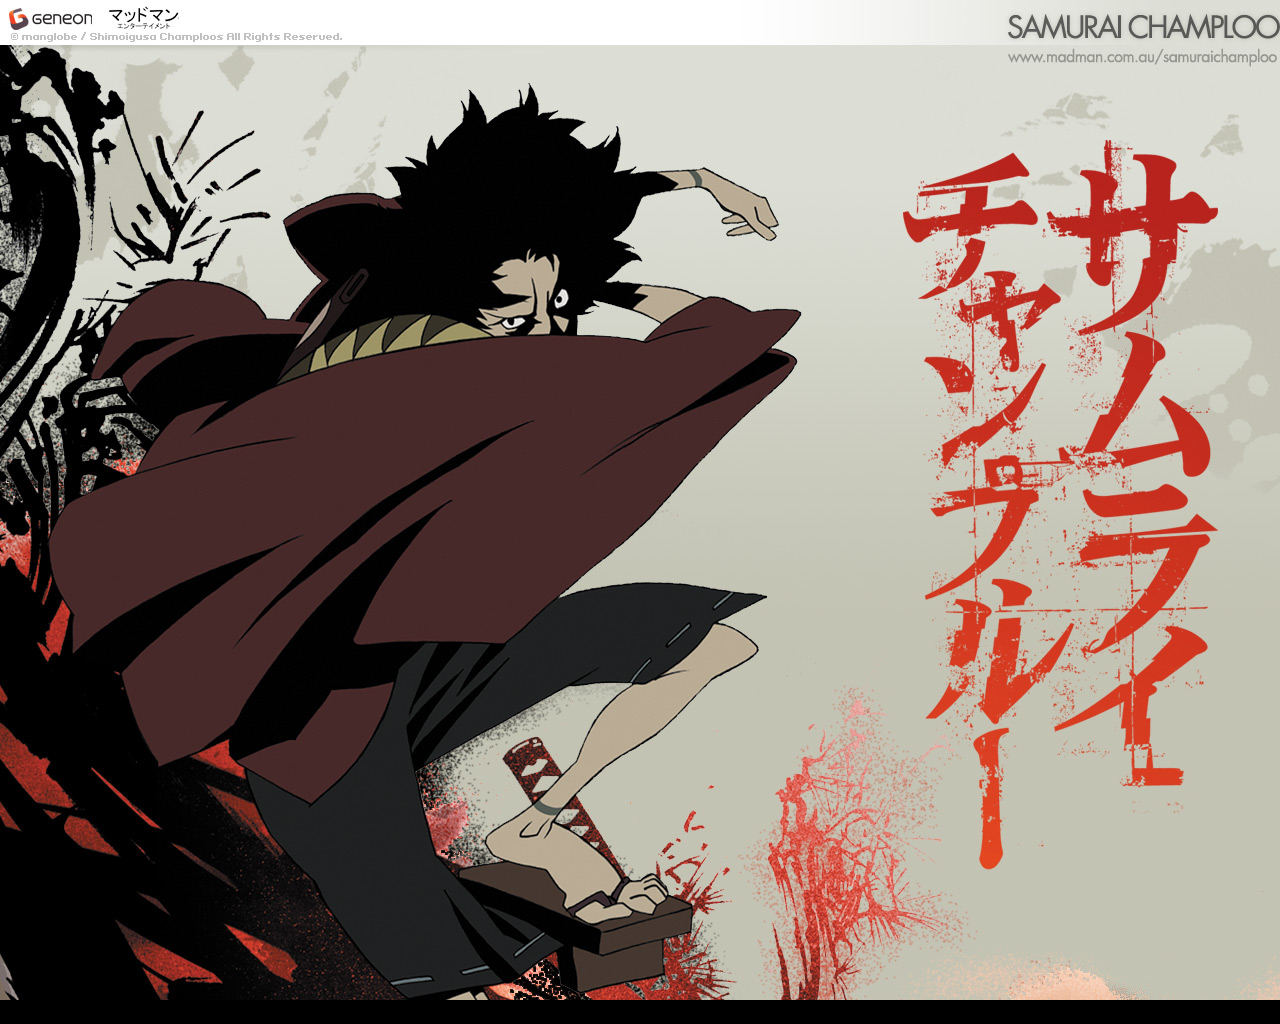 Geneon
マッドマン
エンターテイメント
© manglobe / Shimoigusa Champloos All Rights Reserved.
SAMURAI CHAMPLOO
www.madman.com.au/samuraichamploo
サムライ
チャンプルー